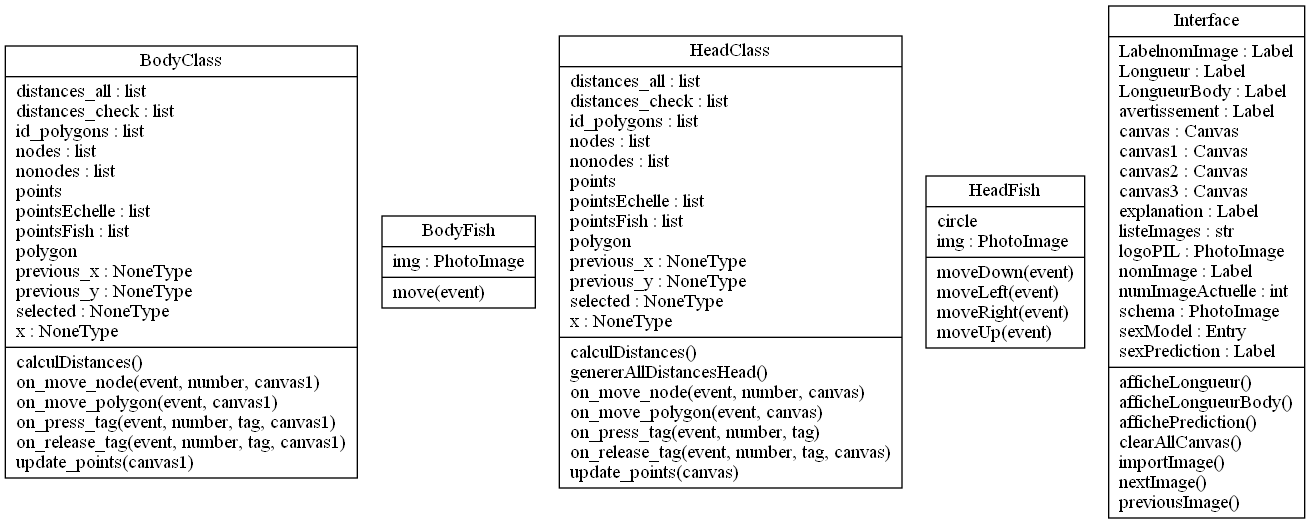 BodyClass
distances_all : list
distances_check : list
id_polygons : list
nodes : list
nonodes : list
points
pointsEchelle : list
pointsFish : list
polygon
previous_x : NoneType
previous_y : NoneType
selected : NoneType
x : NoneType
calculDistances()
on_move_node(event, number, canvas1)
on_move_polygon(event, canvas1)
on_press_tag(event, number, tag, canvas1)
on_release_tag(event, number, tag, canvas1)
update_points(canvas1)
BodyFish
img : PhotoImage
move(event)
HeadClass
distances_all : list
distances_check : list
id_polygons : list
nodes : list
nonodes : list
points
pointsEchelle : list
pointsFish : list
polygon
previous_x : NoneType
previous_y : NoneType
selected : NoneType
x : NoneType
calculDistances()
genererAllDistancesHead()
on_move_node(event, number, canvas)
on_move_polygon(event, canvas)
on_press_tag(event, number, tag)
on_release_tag(event, number, tag, canvas)
update_points(canvas)
HeadFish
circle
img : PhotoImage
moveDown(event)
moveLeft(event)
moveRight(event)
moveUp(event)
Interface
LabelnomImage : Label
Longueur : Label
LongueurBody : Label
avertissement : Label
canvas : Canvas
canvas1 : Canvas
canvas2 : Canvas
canvas3 : Canvas
explanation : Label
listeImages : str
logoPIL : PhotoImage
nomImage : Label
numImageActuelle : int
schema : PhotoImage
sexModel : Entry
sexPrediction : Label
afficheLongueur()
afficheLongueurBody()
affichePrediction()
clearAllCanvas()
importImage()
nextImage()
previousImage()